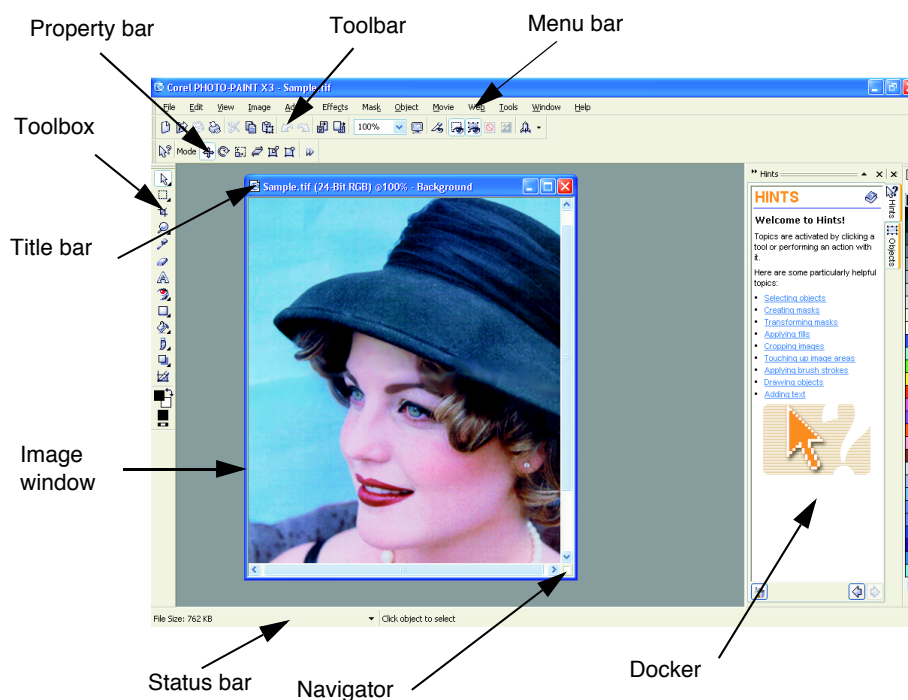 Property bar
Toolbar
Menu bar
Corel PHOTO-PAINT X3 - Sample.tif
File Edit View Image Effects Mask Object Movie Web Tools Window Help
100%
Mode
Toolbox
Title bar
Sample.tif (24-Bit RGB) @100% - Background
Hints
HINTS
Welcome to Hints!
Topics are activated by clicking a
tool or performing an action with
it.
Here are some particularly helpful
topics:
Selecting objects
Creating masks
Transforming masks
Applying fills
Cropping images
Touching up image areas
Applying brush strokes
Drawing objects
Adding text
Hints
Objects
Image
window
File Size: 762 KB
Click object to select
Status bar
Navigator
Docker